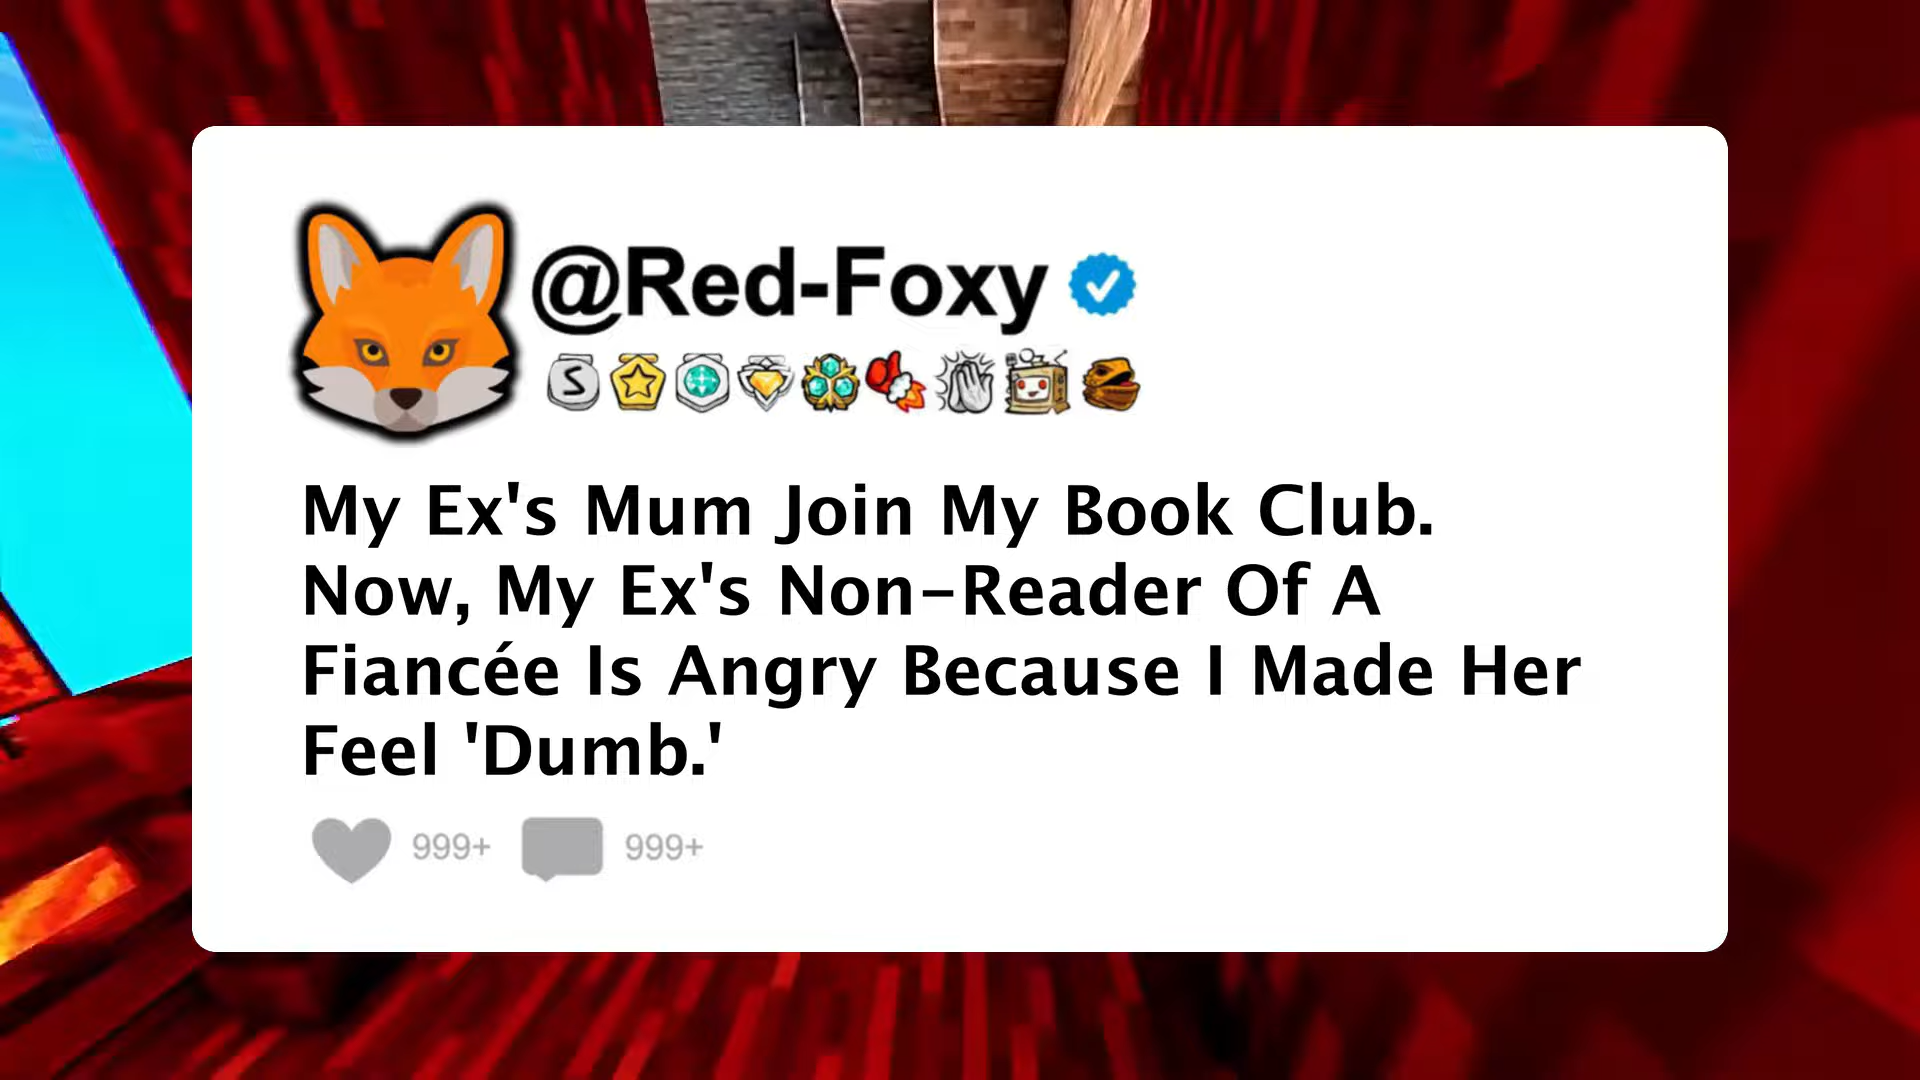 @Red-Foxy
S
My Ex's Mum Join My Book Club.
Now, My Ex's Non-Reader Of A
Fiancée Is Angry Because I Made Her
Feel 'Dumb.'
999+ 999+